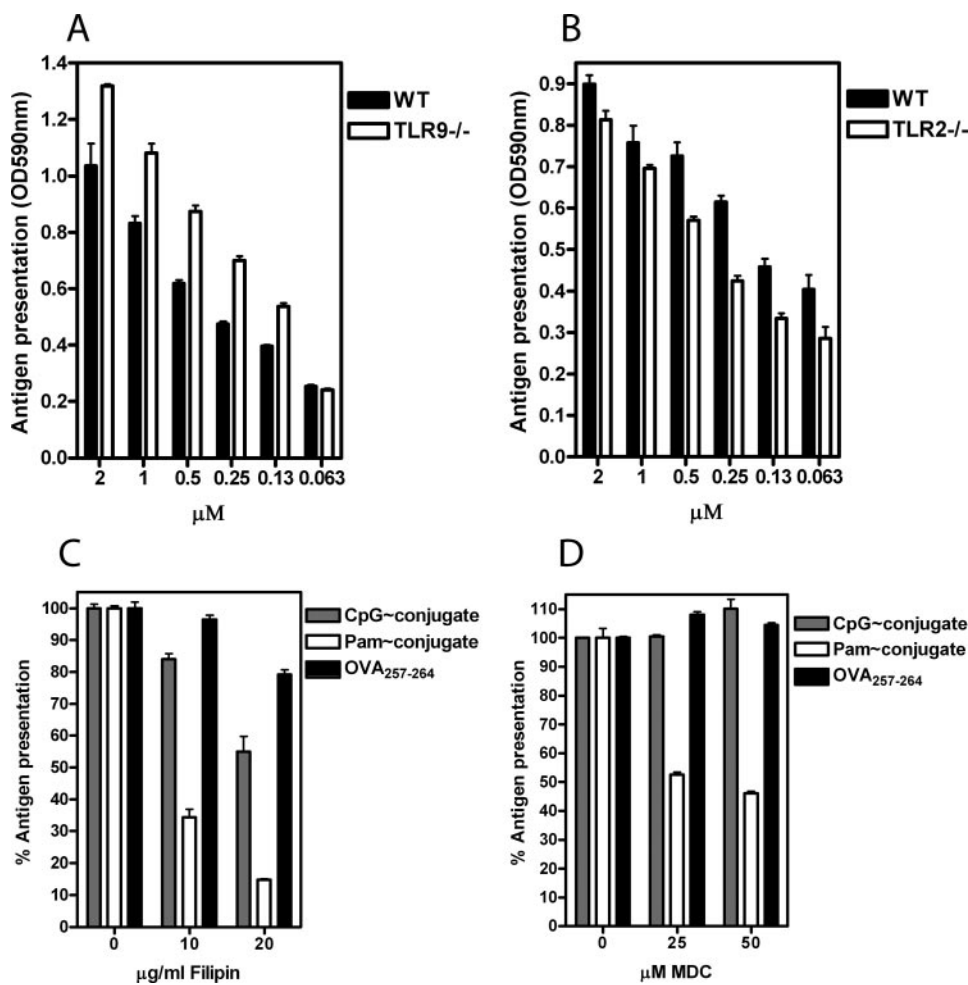 A
Antigen presentation (OD590nm)
1.4
1.2
1.0
0.8
0.6
0.4
0.2
0.0
2 1 0.5 0.25 0.13 0.063
μM
WT
TLR9-/-
B
Antigen presentation (OD590nm)
0.9
0.8
0.7
0.6
0.5
0.4
0.3
0.2
0.1
0.0
2 1 0.5 0.25 0.13 0.063
μM
WT
TLR2-/-
C
% Antigen presentation
100
90
80
70
60
50
40
30
20
10
0
0 10 20
μg/ml Filipin
CpG~conjugate
Pam~conjugate
OVA257-264
D
% Antigen presentation
110
100
90
80
70
60
50
40
30
20
10
0
0 25 50
μM MDC
CpG~conjugate
Pam~conjugate
OVA257-264